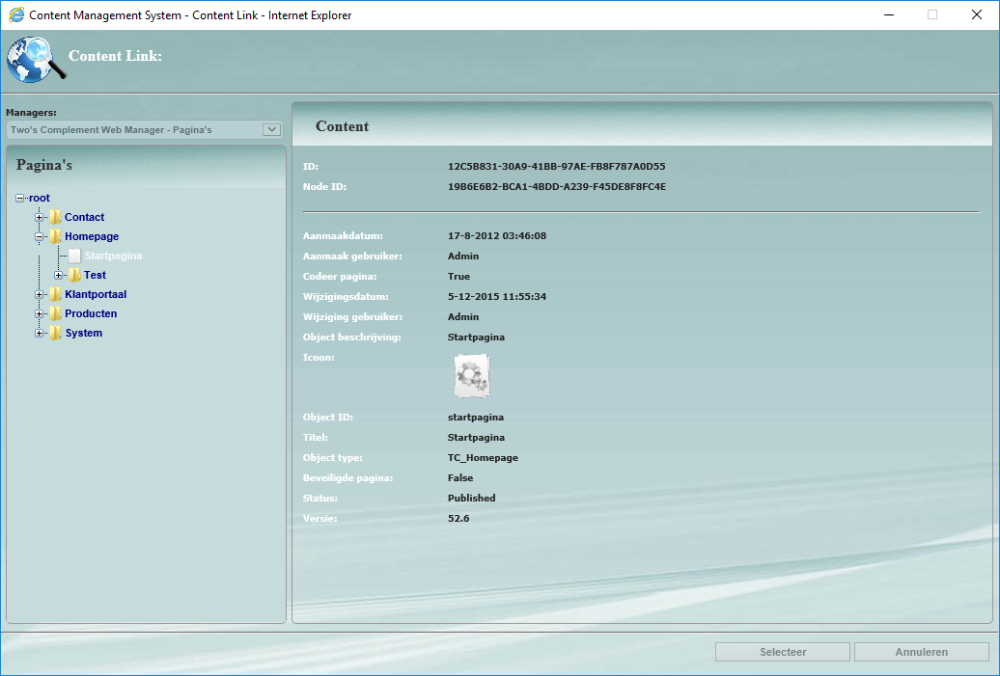 Content Management System - Content Link - Internet Explorer
Content Link:
Managers:
Two's Complement Web Manager - Pagina's
Pagina's
root
Contact
Homepage
Startpagina
Test
Klantportaal
Producten
System
Content
ID: 12C5B831-30A9-41BB-97AE-FB8F787A0D55
Node ID: 19B6E6B2-BCA1-4BDD-A239-F45DE8F8FC4E
Aanmaakdatum: 17-8-2012 03:46:08
Aanmaak gebruiker: Admin
Codeer pagina: True
Wijzigingsdatum: 5-12-2015 11:55:34
Wijziging gebruiker: Admin
Object beschrijving: Startpagina
Icoon:
Object ID: startpagina
Titel: Startpagina
Object type: TC_Homepage
Beveiligde pagina: False
Status: Published
Versie: 52.6
Selecteer Annuleren